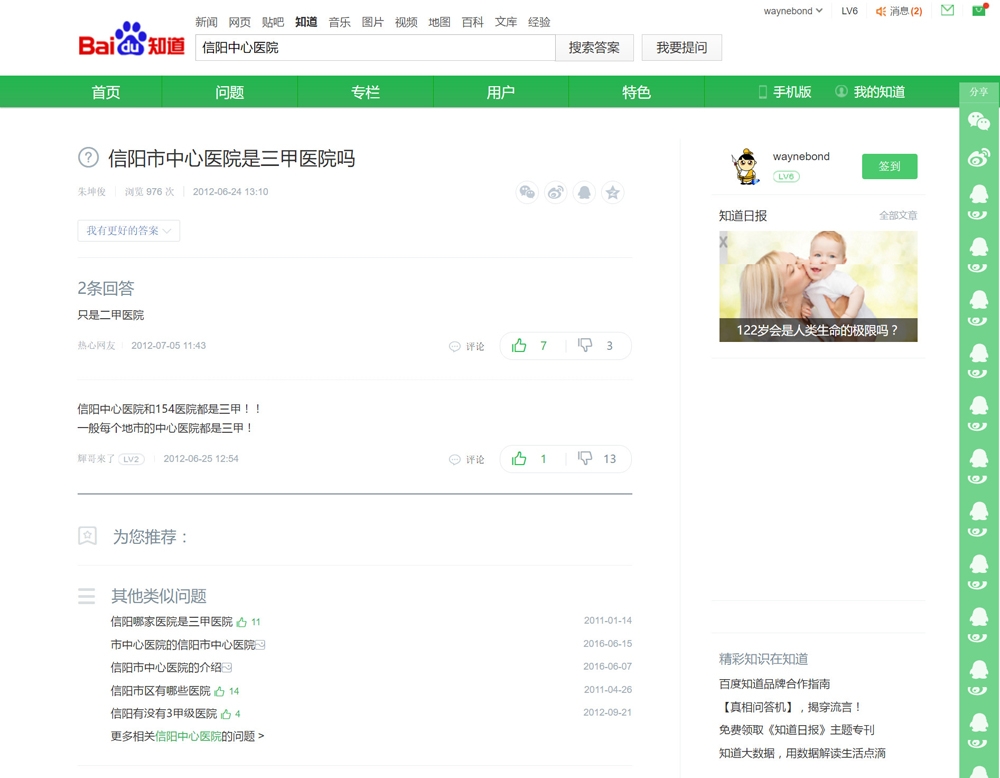 新闻 网页 贴吧 知道 音乐 图片 视频 地图 百科 文库 经验
waynebond LV6 消息(2)
Bai du 知道
信阳中心医院 搜索答案 我要提问
首页 问题 专栏 用户 特色 手机版 我的知道
分享
信阳市中心医院是三甲医院吗
朱坤俊 浏览 976 次 2012-06-24 13:10
我有更好的答案
2条回答
只是二甲医院
热心网友 2012-07-05 11:43 评论 7 3
信阳中心医院和154医院都是三甲！！
一般每个地市的中心医院都是三甲！
聊哥来了 LV2 2012-06-25 12:54 评论 1 13
为您推荐：
其他类似问题
信阳哪家医院是三甲医院 11 2011-01-14
市中心医院的信阳市中心医院 2016-06-15
信阳市中心医院的介绍 2016-06-07
信阳市区有哪些医院 14 2011-04-26
信阳有没有3甲级医院 4 2012-09-21
更多相关信阳中心医院的问题 >
waynebond
LV6
签到
知道日报 全部文章
122岁会是人类生命的极限吗？
精彩知识在知道
百度知道品牌合作指南
【真相问答机】，揭穿流言！
免费领取《知道日报》主题专刊
知道大数据，用数据解读生活点滴